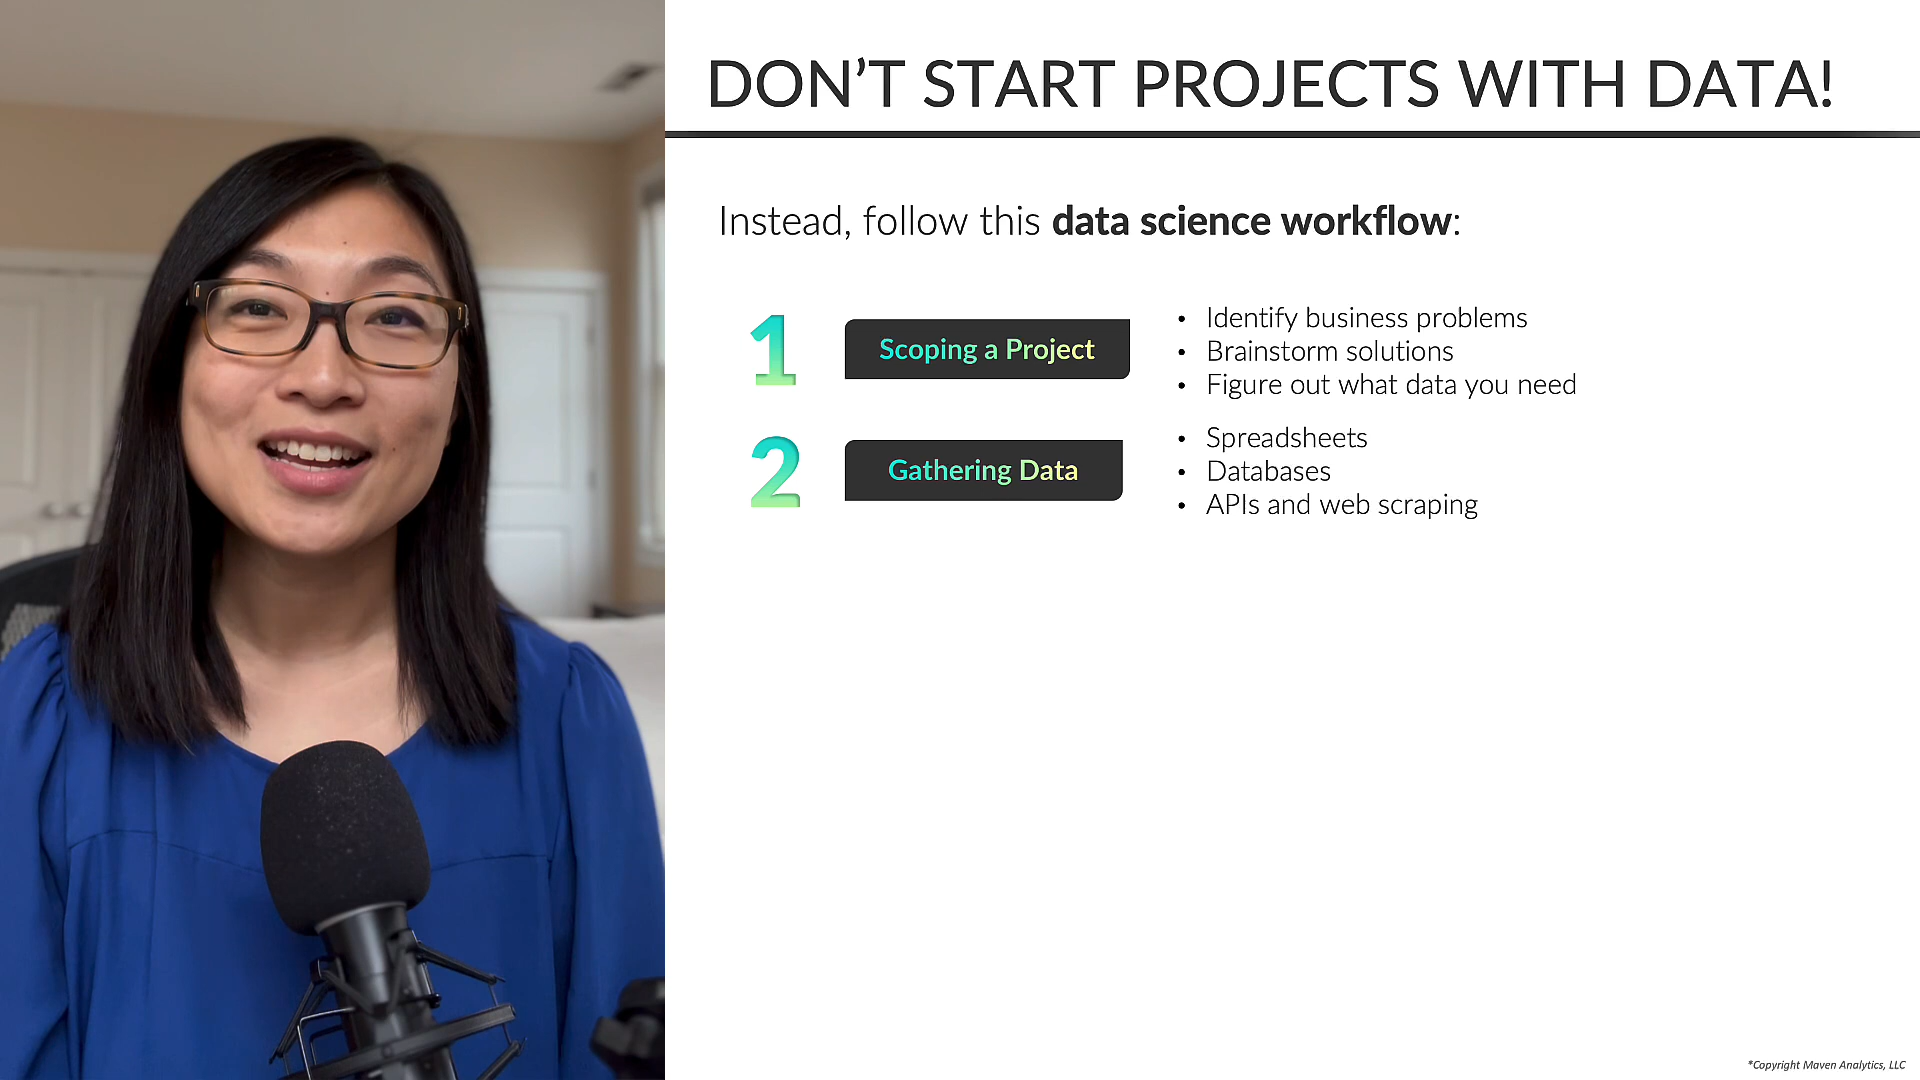 DON'T START PROJECTS WITH DATA!
Instead, follow this data science workflow:
1
Scoping a Project
• Identify business problems
• Brainstorm solutions
• Figure out what data you need
2
Gathering Data
• Spreadsheets
• Databases
• APIs and web scraping
*Copyright Maven Analytics, LLC